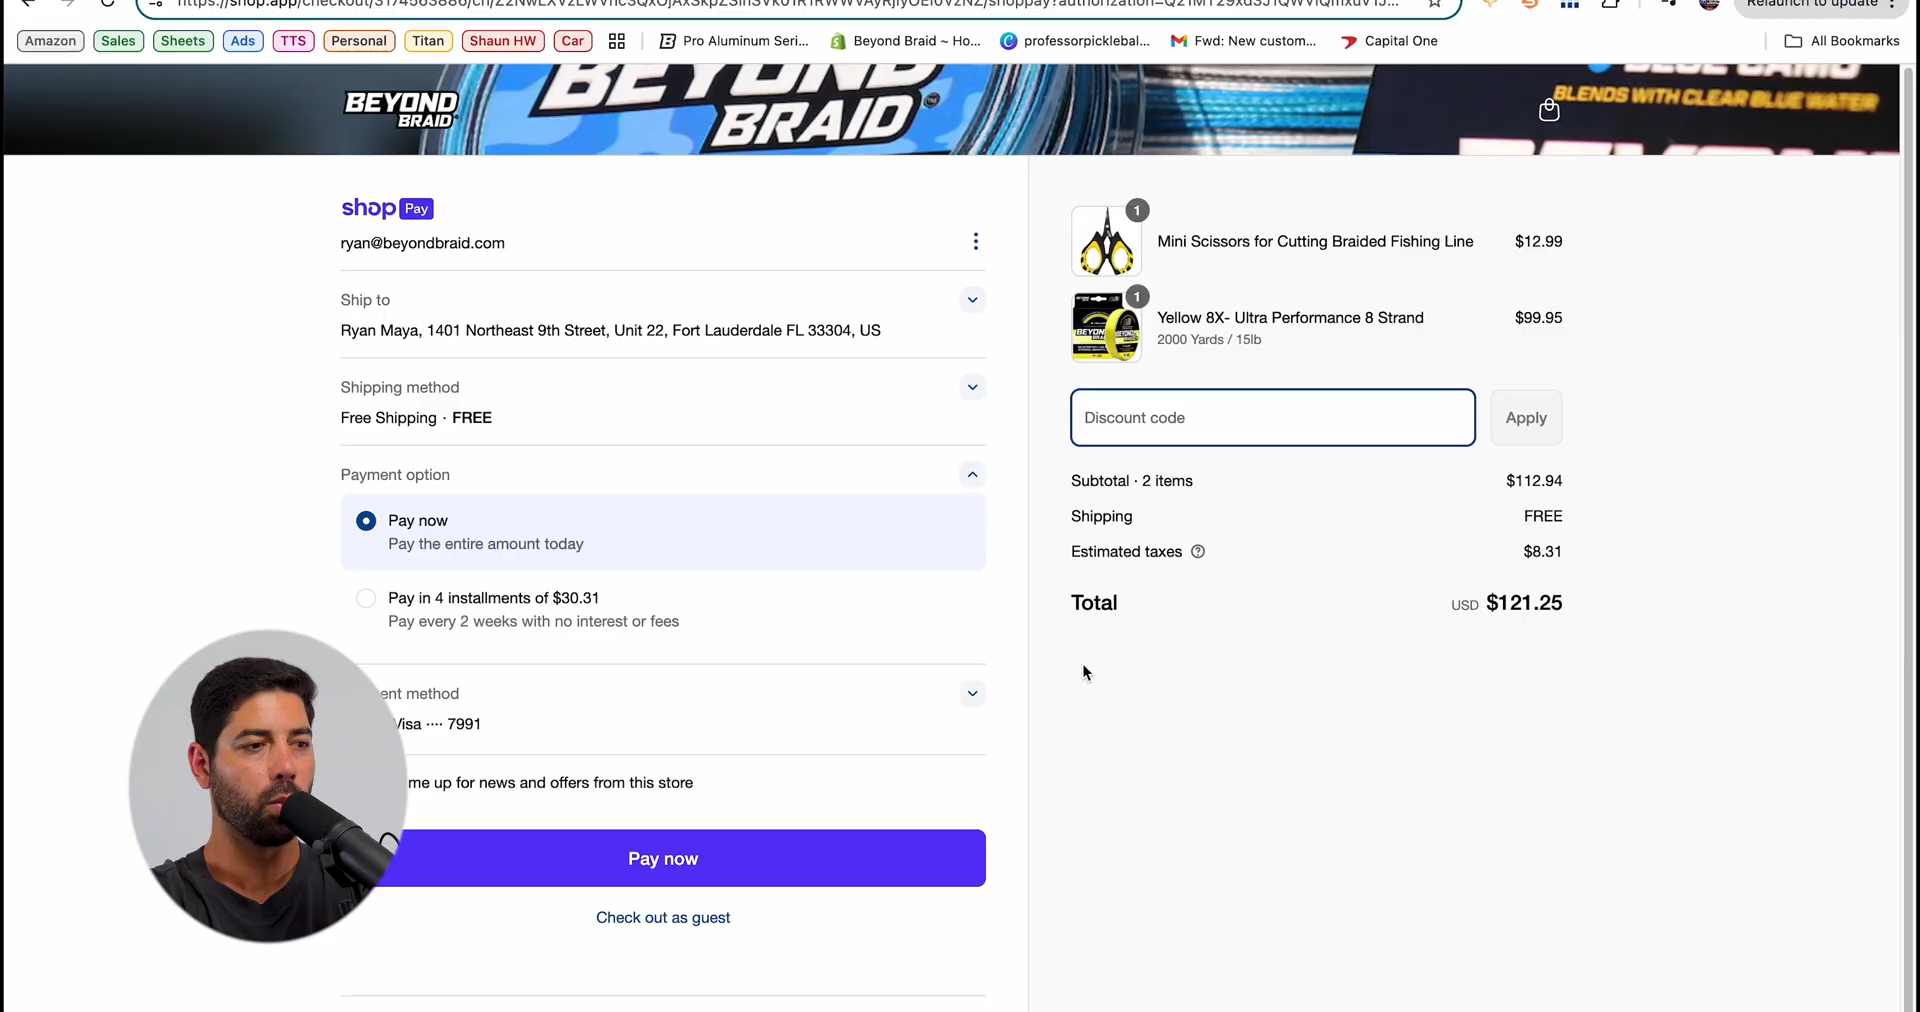 Relaunch to update
Amazon
Sales
Sheets
Ads
TTS
Personal
Titan
Shaun HW
Car
Pro Aluminum Seri...
Beyond Braid ~ Ho...
professorpicklebal...
Fwd: New custom...
Capital One
All Bookmarks
BEYOND
BRAID
BEYOND
BRAID
TM
BLUE CAMO
BLENDS WITH CLEAR BLUE WATER
shop Pay
ryan@beyondbraid.com
Ship to
Ryan Maya, 1401 Northeast 9th Street, Unit 22, Fort Lauderdale FL 33304, US
Shipping method
Free Shipping · FREE
Payment option
Pay now
Pay the entire amount today
Pay in 4 installments of $30.31
Pay every 2 weeks with no interest or fees
ent method
Visa ···· 7991
me up for news and offers from this store
Pay now
Check out as guest
1
Mini Scissors for Cutting Braided Fishing Line
$12.99
1
BEYOND
Yellow 8X- Ultra Performance 8 Strand
2000 Yards / 15lb
$99.95
Discount code
Apply
Subtotal · 2 items
$112.94
Shipping
FREE
Estimated taxes
$8.31
Total
USD $121.25